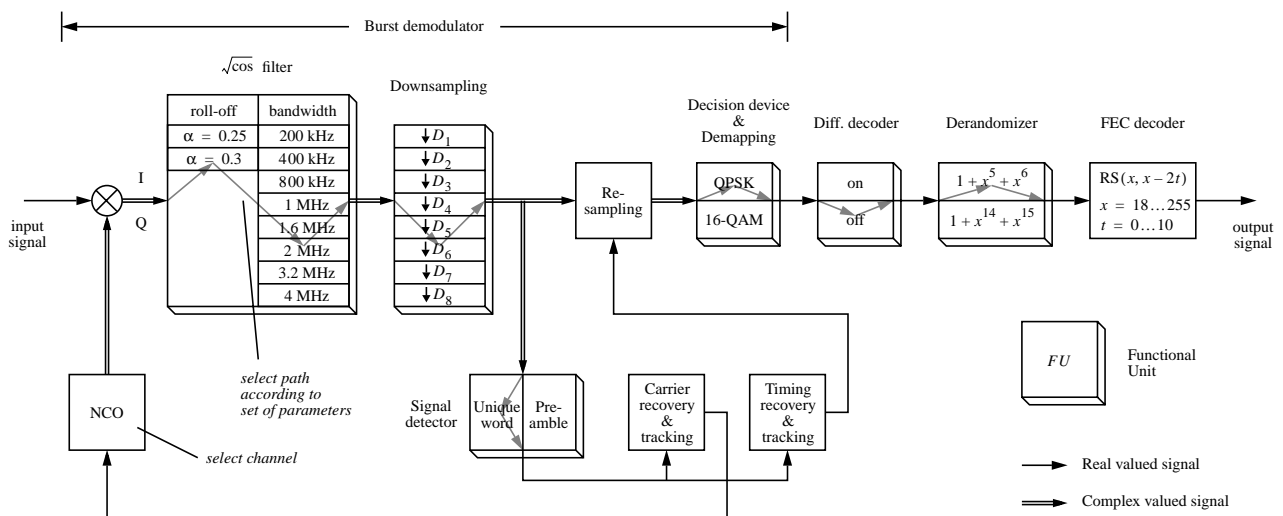 Burst demodulator
√cos filter
roll-off
α = 0.25
α = 0.3
bandwidth
200 kHz
400 kHz
800 kHz
1 MHz
1.6 MHz
2 MHz
3.2 MHz
4 MHz
Downsampling
↓ D₁
↓ D₂
↓ D₃
↓ D₄
↓ D₅
↓ D₆
↓ D₇
↓ D₈
input
signal
I
Q
Re-
sampling
Decision device
&
Demapping
QPSK
16-QAM
Diff. decoder
on
off
Derandomizer
1 + x⁵ + x⁶
1 + x¹⁴ + x¹⁵
FEC decoder
RS(x, x – 2t)
x = 18…255
t = 0…10
output
signal
NCO
select channel
select path
according to
set of parameters
Signal
detector
Unique
word
Pre-
amble
Carrier
recovery
&
tracking
Timing
recovery
&
tracking
FU
Functional
Unit
Real valued signal
Complex valued signal